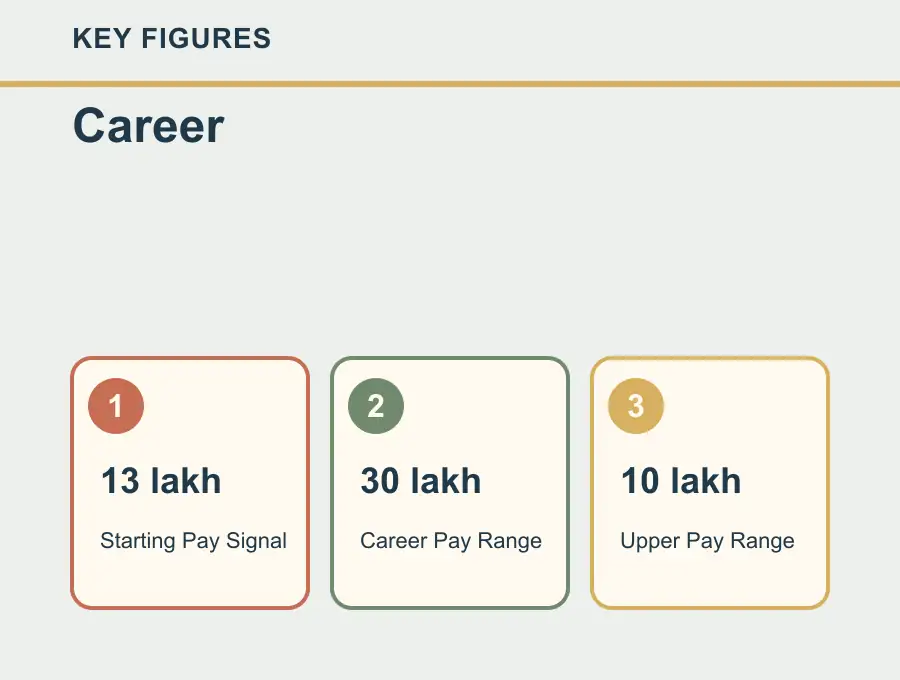 KEY FIGURES
Career
1
13 lakh
Starting Pay Signal
2
30 lakh
Career Pay Range
3
10 lakh
Upper Pay Range